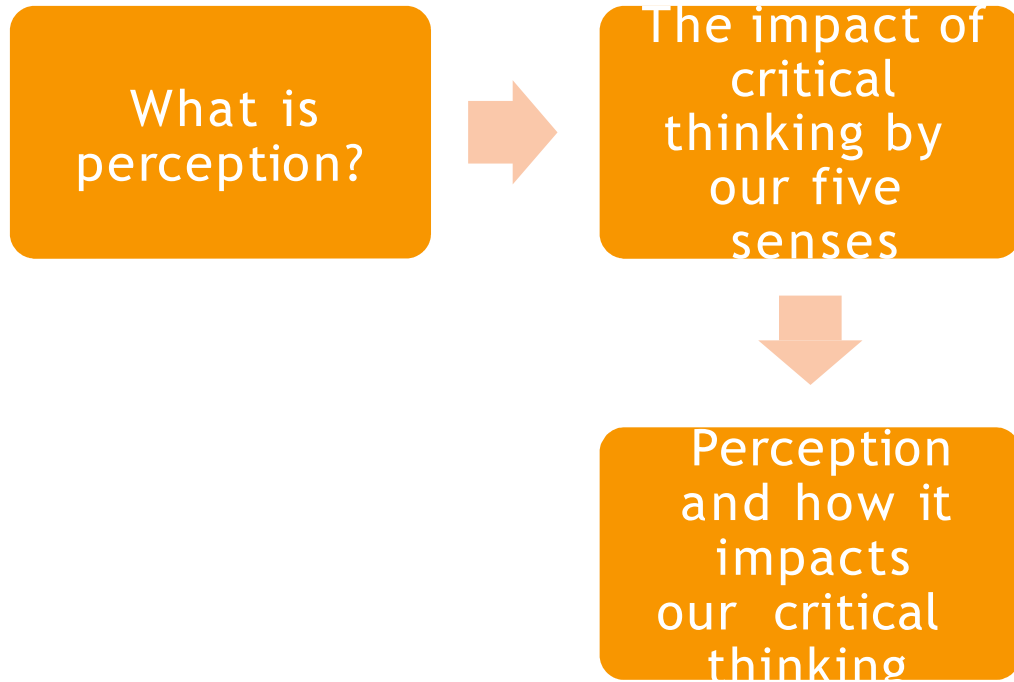 What is
perception?
The impact of
critical
thinking by
our five
senses
Perception
and how it
impacts
our critical
thinking